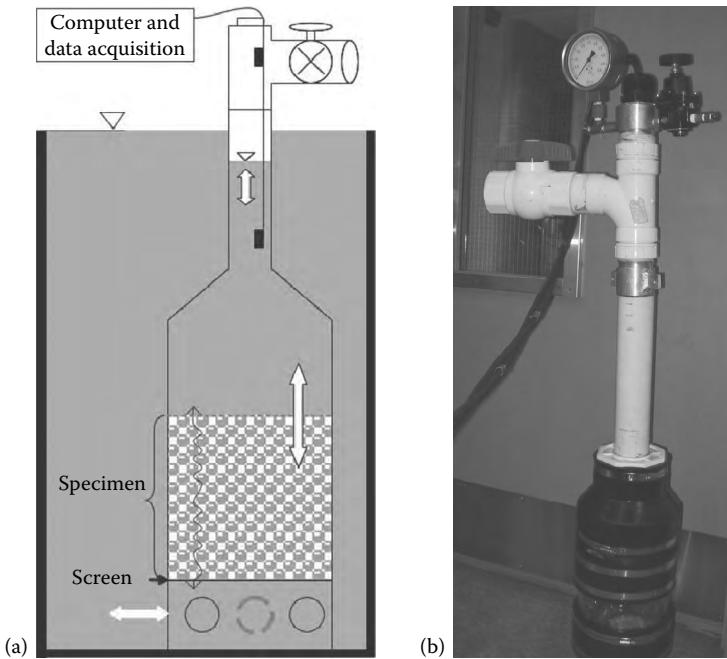 Computer and
data acquisition
Specimen
Screen
(a)
(b)